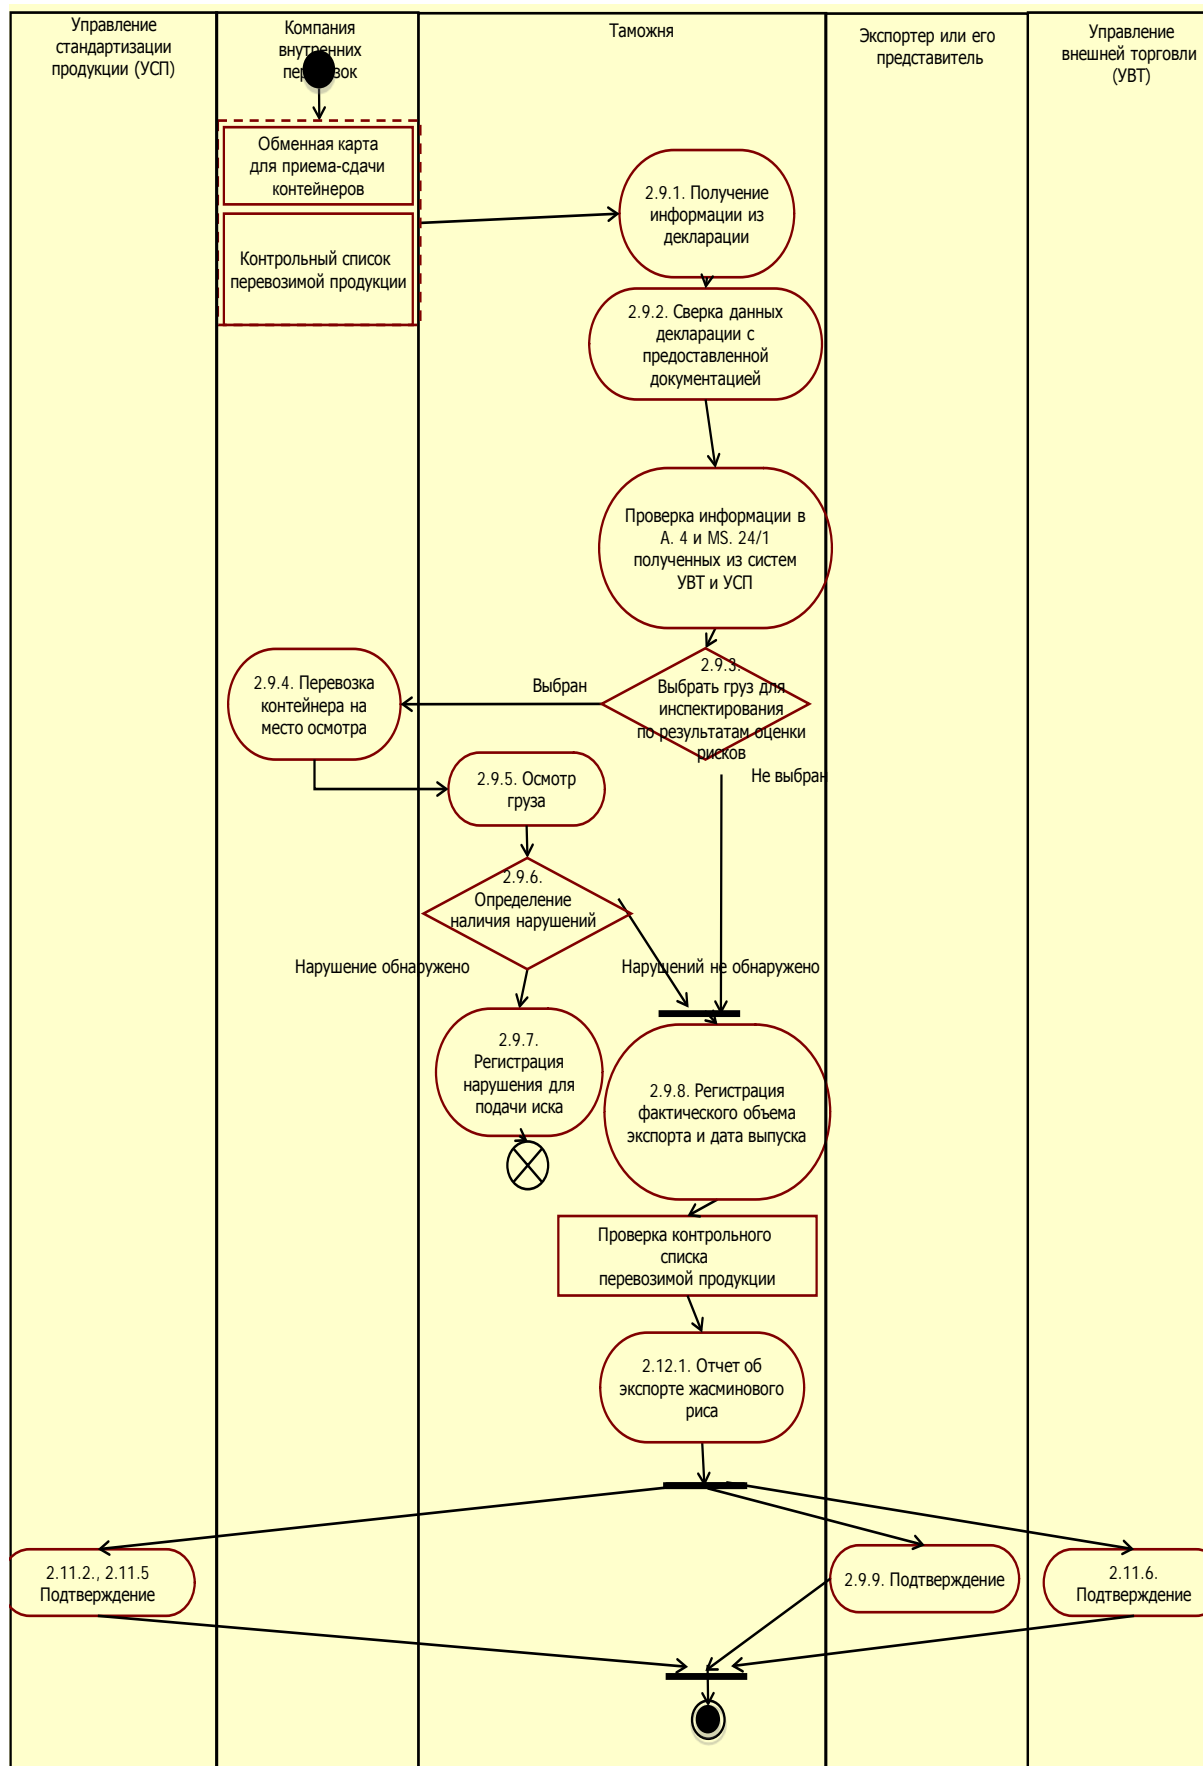 Управление
стандартизации
продукции (УСП)
Компания
внутренних
перевозок
Таможня
Экспортер или его
представитель
Управление
внешней торговли
(УВТ)
Обменная карта
для приема-сдачи
контейнеров
Контрольный список
перевозимой продукции
2.9.1. Получение
информации из
декларации
2.9.2. Сверка данных
декларации с
предоставленной
документацией
Проверка информации в
А. 4 и MS. 24/1
полученных из систем
УВТ и УСП
2.9.3.
Выбрать груз для
инспектирования
по результатам оценки
рисков
Выбран
Не выбран
2.9.4. Перевозка
контейнера на
место осмотра
2.9.5. Осмотр
груза
2.9.6.
Определение
наличия нарушений
Нарушение обнаружено
Нарушений не обнаружено
2.9.7.
Регистрация
нарушения для
подачи иска
2.9.8. Регистрация
фактического объема
экспорта и дата выпуска
Проверка контрольного
списка
перевозимой продукции
2.12.1. Отчет об
экспорте жасминового
риса
2.11.2., 2.11.5
Подтверждение
2.9.9. Подтверждение
2.11.6.
Подтверждение